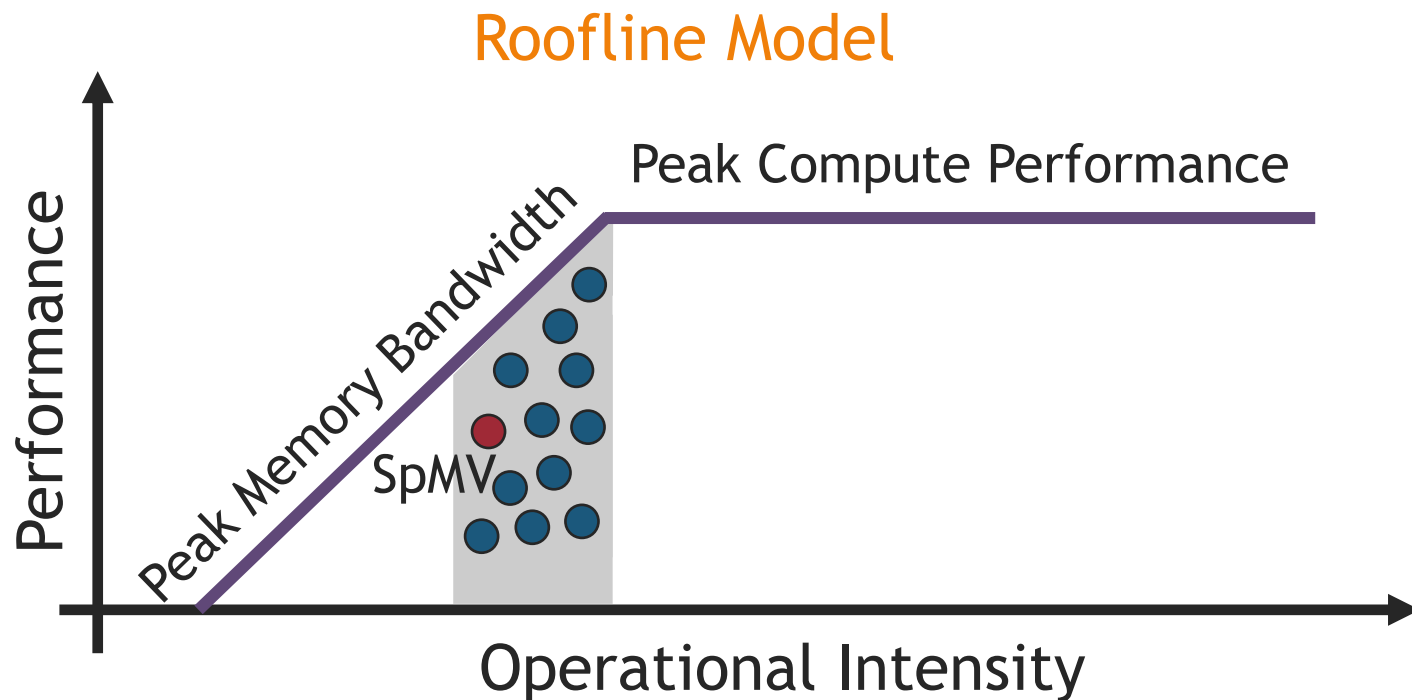 Roofline Model
Peak Compute Performance
Peak Memory Bandwidth
Performance
SpMV
Operational Intensity